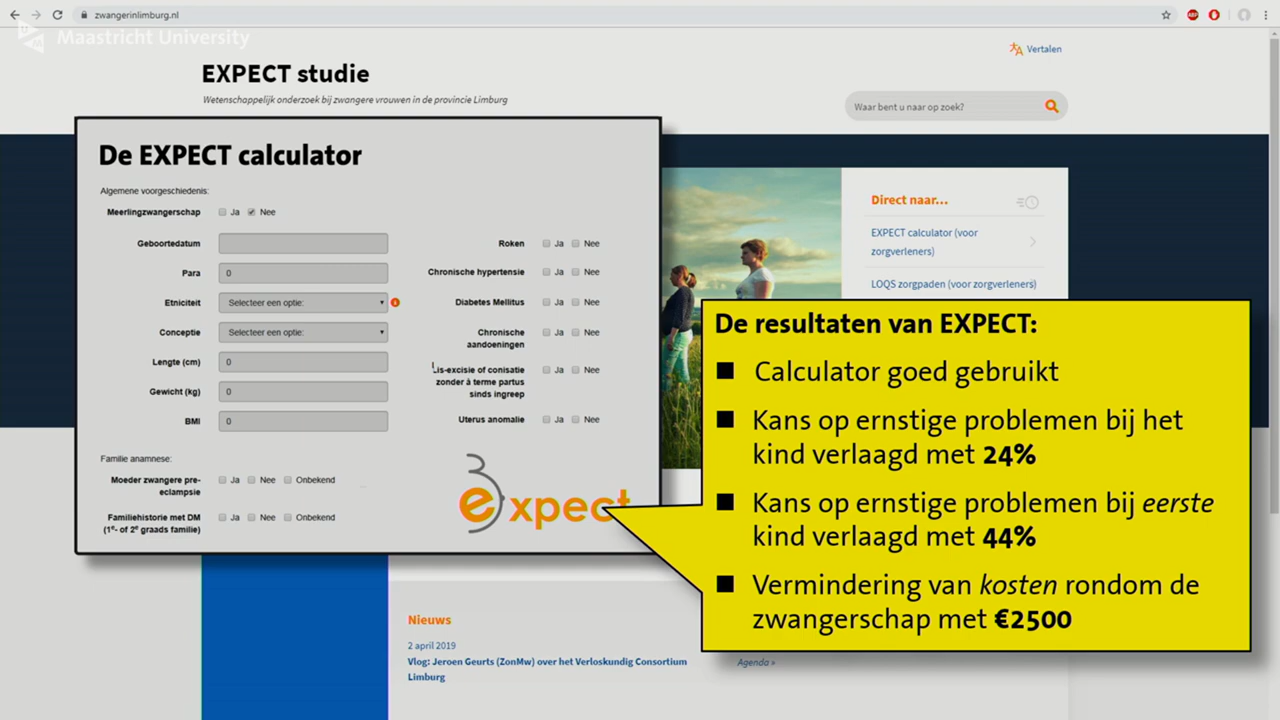 zwangerinlimburg.nl
Maastricht University
Vertalen
EXPECT studie
Wetenschappelijk onderzoek bij zwangere vrouwen in de provincie Limburg
Waar bent u naar op zoek?
De EXPECT calculator
Algemene voorgeschiedenis:
Meerlingzwangerschap Ja Nee
Geboortedatum
Para 0
Etniciteit Selecteer een optie:
Conceptie Selecteer een optie:
Lengte (cm) 0
Gewicht (kg) 0
BMI 0
Roken Ja Nee
Chronische hypertensie Ja Nee
Diabetes Mellitus Ja Nee
Chronische Ja Nee
aandoeningen
Lis-excisie of conisatie Ja Nee
zonder à terme partus
sinds ingreep
Uterus anomalie Ja Nee
Familie anamnese:
Moeder zwangere pre- Ja Nee Onbekend
eclampsie
Familiehistorie met DM Ja Nee Onbekend
(1e- of 2e graads familie)
expect
Direct naar...
EXPECT calculator (voor
zorgverleners)
LOQS zorgpaden (voor zorgverleners)
De resultaten van EXPECT:
Calculator goed gebruikt
Kans op ernstige problemen bij het
kind verlaagd met 24%
Kans op ernstige problemen bij eerste
kind verlaagd met 44%
Vermindering van kosten rondom de
zwangerschap met €2500
Nieuws
2 april 2019
Vlog: Jeroen Geurts (ZonMw) over het Verloskundig Consortium
Limburg
Agenda »